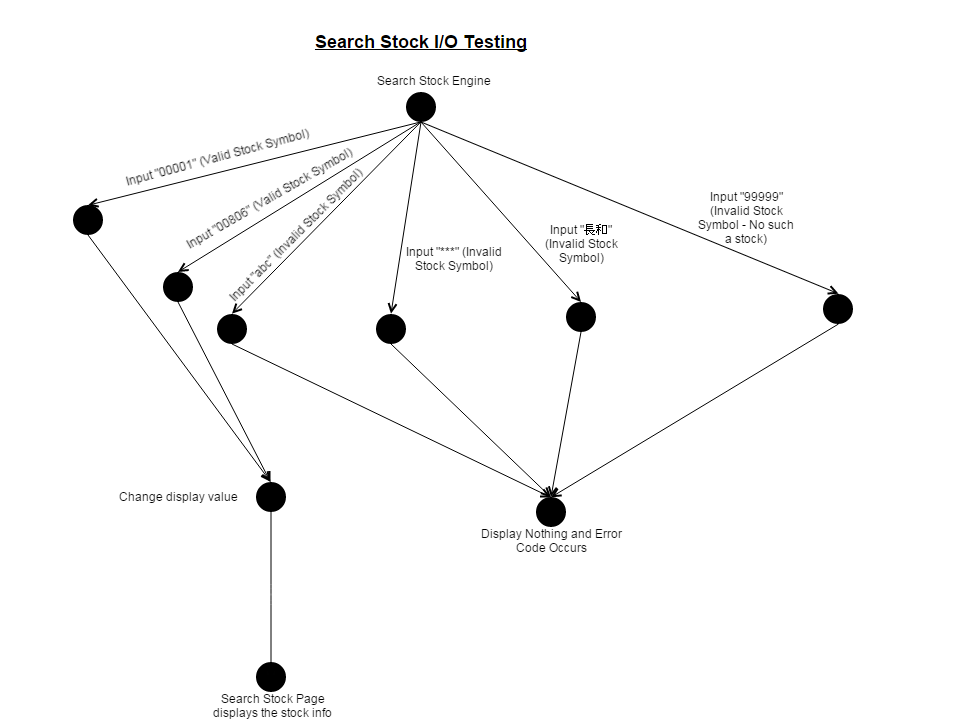 Search Stock I/O Testing
Search Stock Engine
Input "00001" (Valid Stock Symbol)
Input "00806" (Valid Stock Symbol)
Input "abc" (Invalid Stock Symbol)
Input "***" (Invalid
Stock Symbol)
Input "長和"
(Invalid Stock
Symbol)
Input "99999"
(Invalid Stock
Symbol - No such
a stock)
Change display value
Display Nothing and Error
Code Occurs
Search Stock Page
displays the stock info